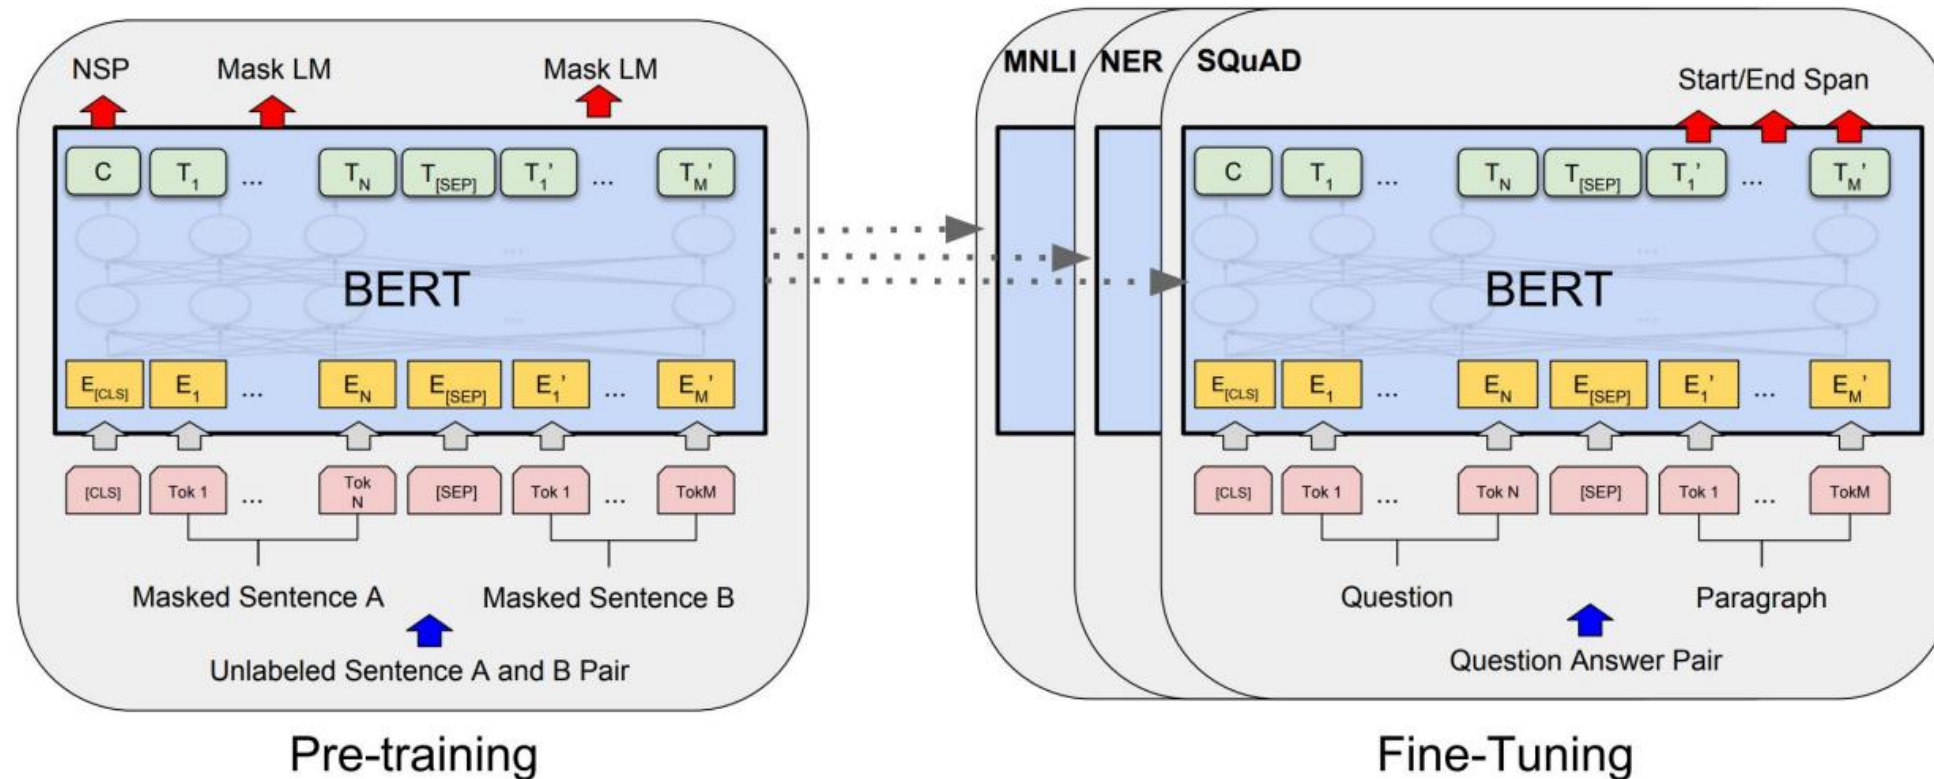 NSP Mask LM Mask LM
C T1 ... TN T[SEP] T1’ ... TM’
...
BERT
...
E[CLS] E1 ... EN E[SEP] E1’ ... EM’
[CLS] Tok 1 ... Tok N [SEP] Tok 1 ... TokM
Masked Sentence A Masked Sentence B
Unlabeled Sentence A and B Pair
Pre-training
MNLI NER SQuAD
Start/End Span
C T1 ... TN T[SEP] T1’ ... TM’
...
BERT
...
E[CLS] E1 ... EN E[SEP] E1’ ... EM’
[CLS] Tok 1 ... Tok N [SEP] Tok 1 ... TokM
Question Paragraph
Question Answer Pair
Fine-Tuning